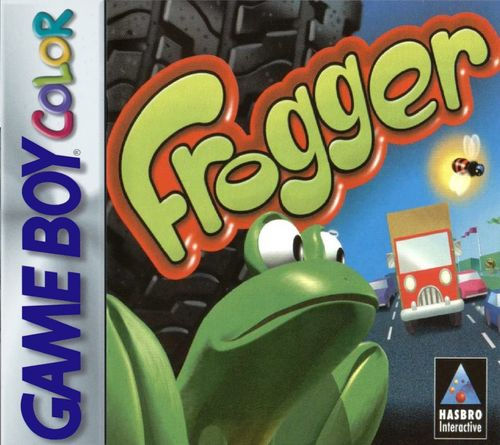 GAME BOY COLOR
Frogger
HASBRO
Interactive